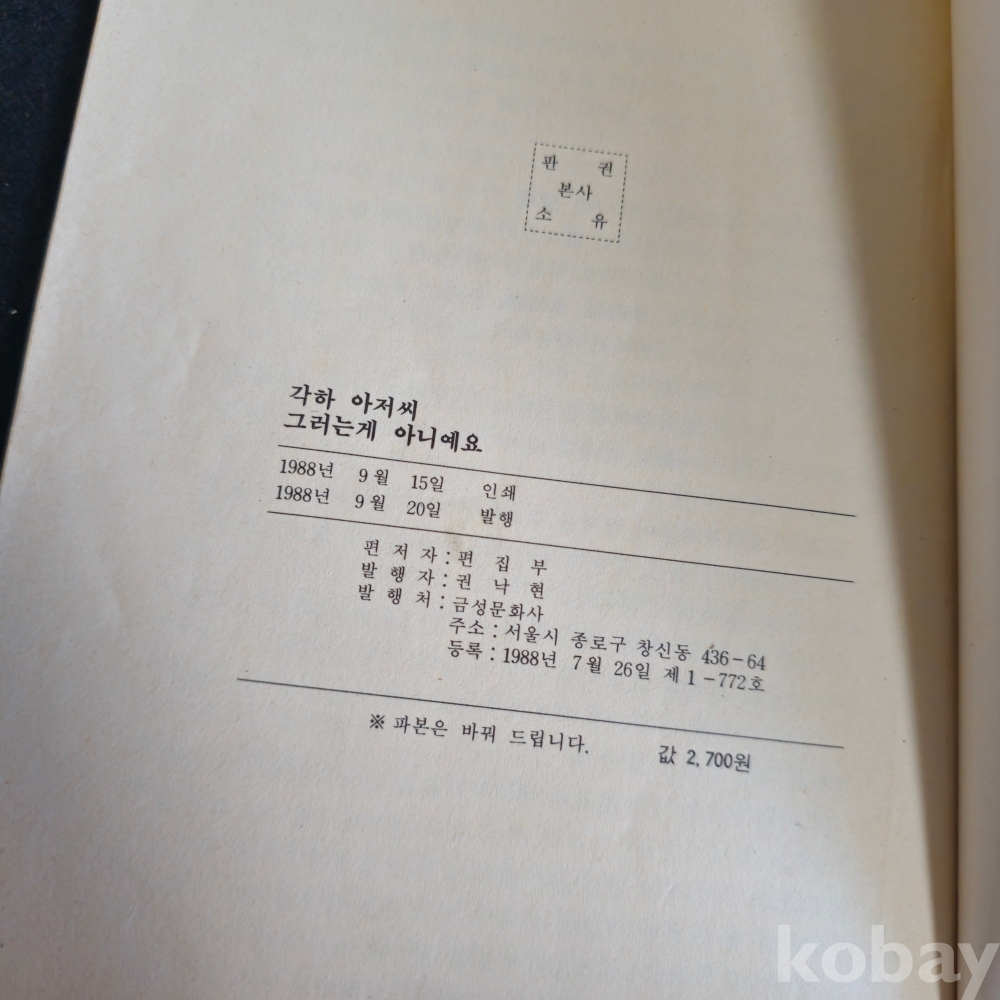 판 권
본사
소 유
각하 아저씨
그러는게 아니예요
1988년 9월 15일 인쇄
1988년 9월 20일 발행
편 저 자 : 편 집 부
발 행 자 : 권 낙 현
발 행 처 : 금성문화사
주소 : 서울시 종로구 창신동 436-64
등록 : 1988년 7월 26일 제1-772호
※ 파본은 바꿔 드립니다. 값 2,700원
kobay